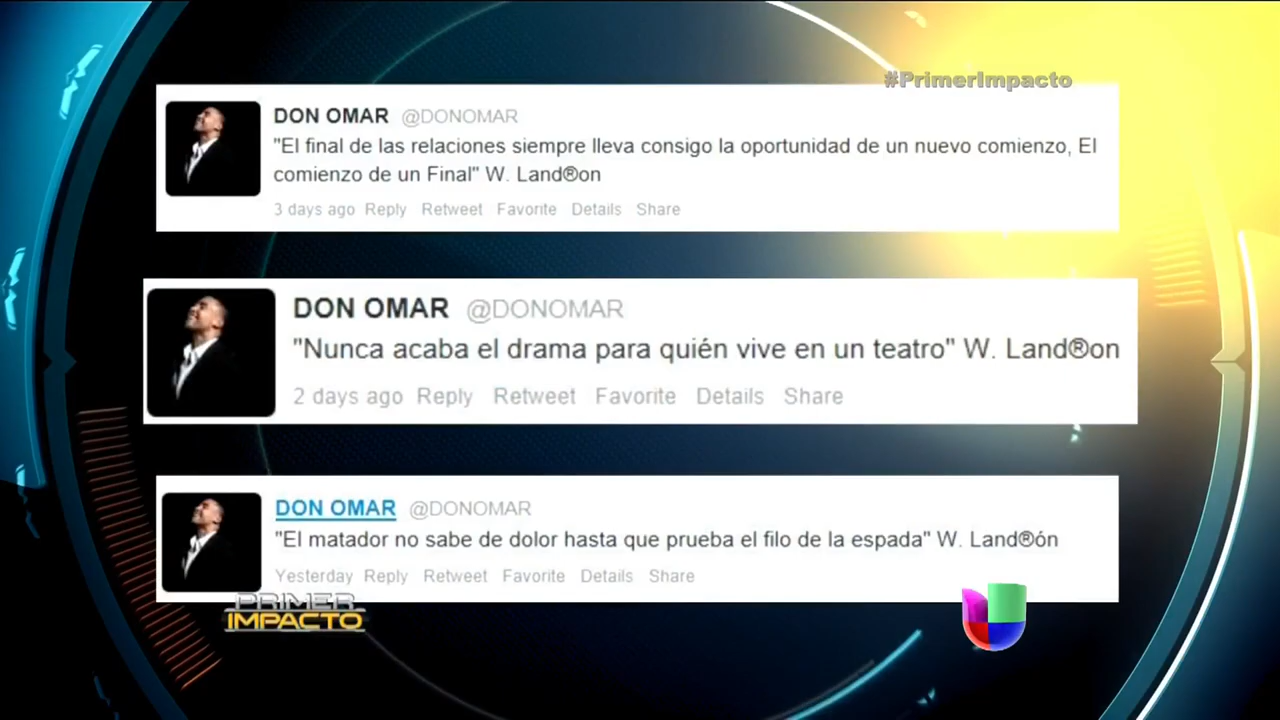 #PrimerImpacto
DON OMAR @DONOMAR
"El final de las relaciones siempre lleva consigo la oportunidad de un nuevo comienzo, El
comienzo de un Final" W. Land®on
3 days ago Reply Retweet Favorite Details Share
DON OMAR @DONOMAR
"Nunca acaba el drama para quién vive en un teatro" W. Land®on
2 days ago Reply Retweet Favorite Details Share
DON OMAR @DONOMAR
"El matador no sabe de dolor hasta que prueba el filo de la espada" W. Land®ón
Yesterday Reply Retweet Favorite Details Share
PRIMER
IMPACTO